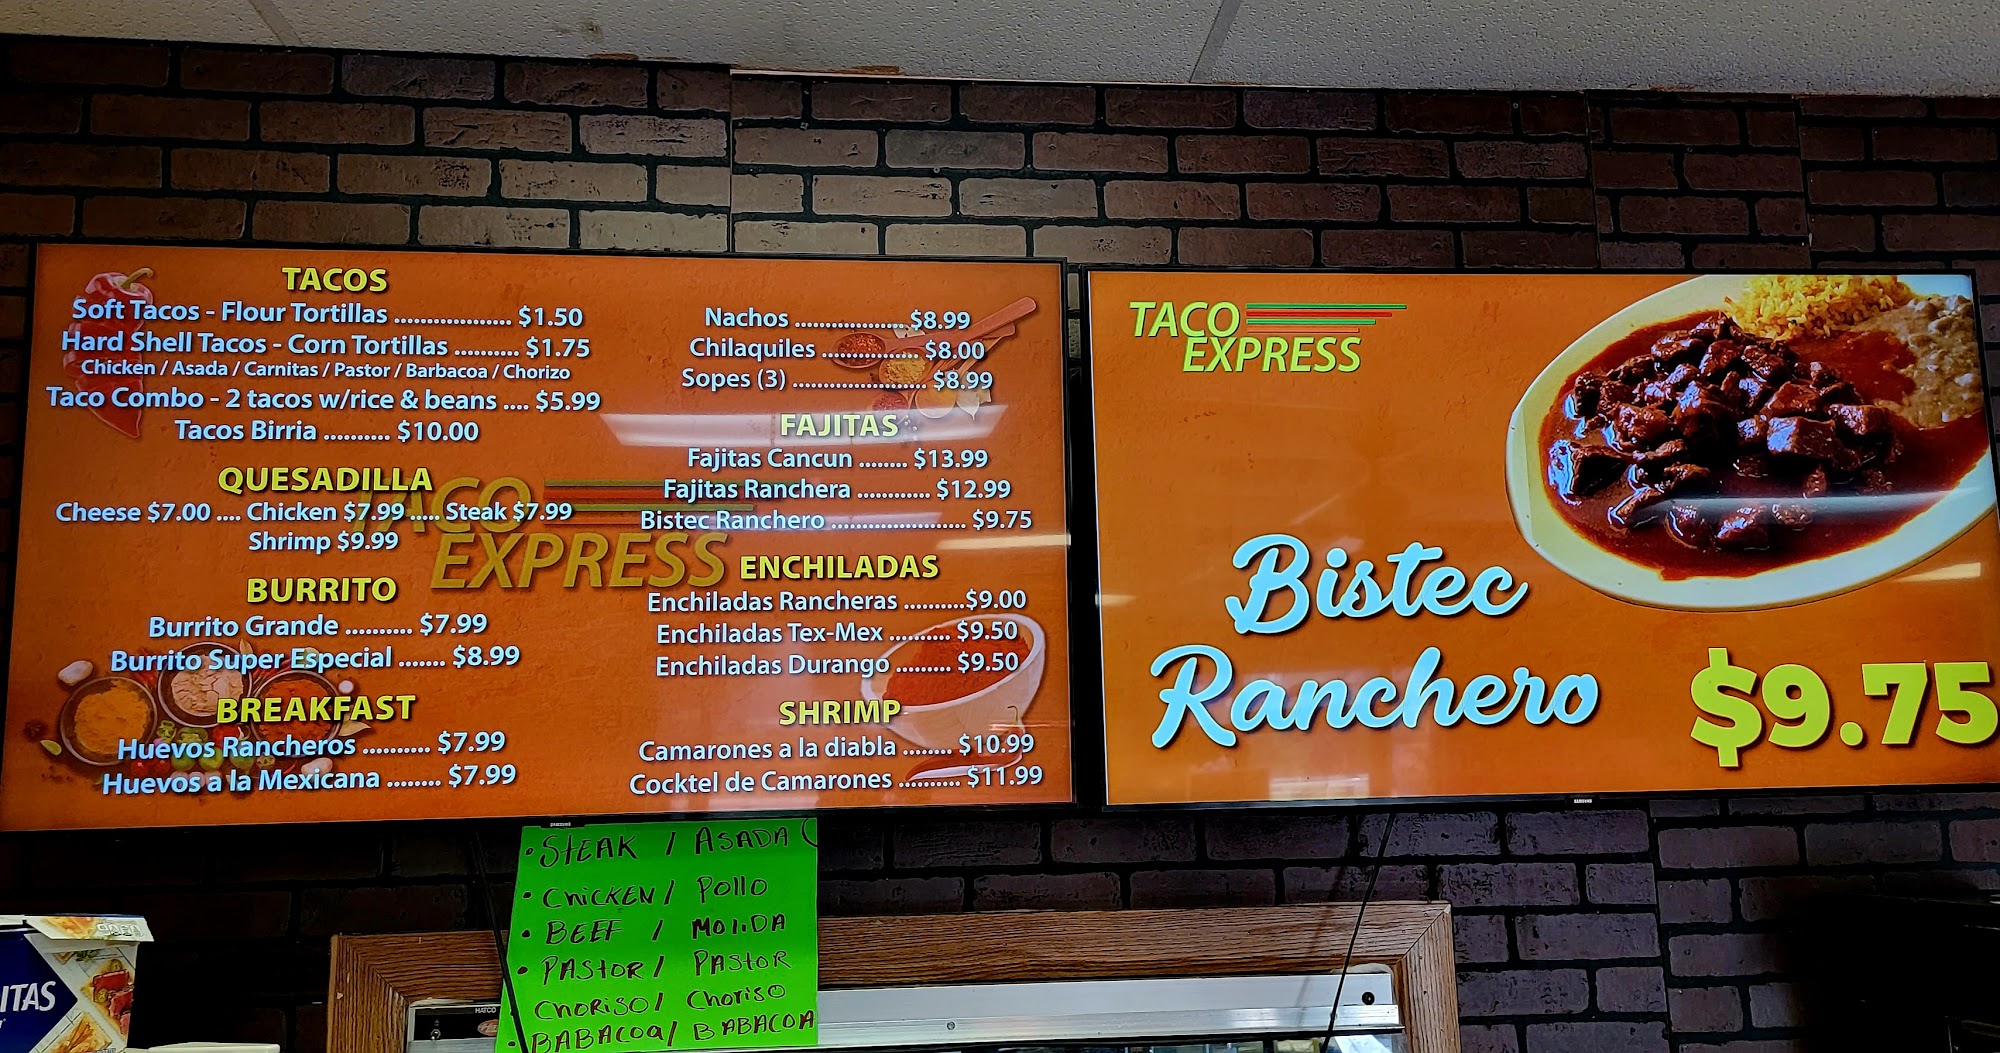 TACOS
Soft Tacos - Flour Tortillas .................. $1.50
Hard Shell Tacos - Corn Tortillas .......... $1.75
Chicken / Asada / Carnitas / Pastor / Barbacoa / Chorizo
Taco Combo - 2 tacos w/rice & beans .... $5.99
Tacos Birria ........... $10.00
QUESADILLA
Cheese $7.00 .... Chicken $7.99 ..... Steak $7.99
Shrimp $9.99
BURRITO
Burrito Grande ........... $7.99
Burrito Super Especial ....... $8.99
BREAKFAST
Huevos Rancheros ........... $7.99
Huevos a la Mexicana ........ $7.99
TACO
EXPRESS
Nachos .................. $8.99
Chilaquiles ................ $8.00
Sopes (3) ...................... $8.99
FAJITAS
Fajitas Cancun ........ $13.99
Fajitas Ranchera ............ $12.99
Bistec Ranchero ...................... $9.75
ENCHILADAS
Enchiladas Rancheras ..........$9.00
Enchiladas Tex-Mex .......... $9.50
Enchiladas Durango ......... $9.50
SHRIMP
Camarones a la diabla ........ $10.99
Cocktel de Camarones .......... $11.99
TACO
EXPRESS
Bistec
Ranchero
$9.75
SAMSUNG
SAMSUNG
• STEAK / ASADA (
• CHICKEN / Pollo
• BEEF / MOLIDA
• PASTOR / PASTOR
CHORISO / CHORISO
• BABACOA / BABACOA
HATCO
ITAS